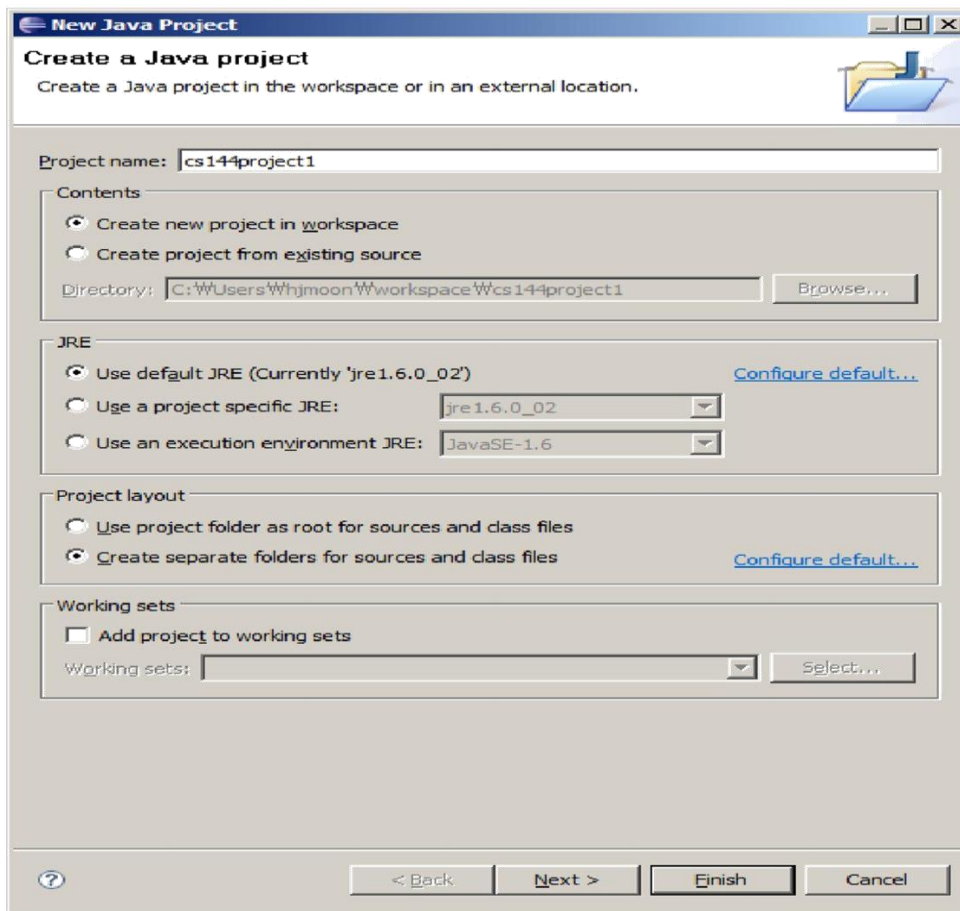 New Java Project
Create a Java project
Create a Java project in the workspace or in an external location.
Project name: cs144project1
Contents
Create new project in workspace
Create project from existing source
Directory: C:₩Users₩hjmoon₩workspace₩cs144project1 Browse...
JRE
Use default JRE (Currently 'jre1.6.0_02') Configure default...
Use a project specific JRE: jre1.6.0_02
Use an execution environment JRE: JavaSE-1.6
Project layout
Use project folder as root for sources and class files
Create separate folders for sources and class files Configure default...
Working sets
Add project to working sets
Working sets: Select...
? < Back Next > Finish Cancel